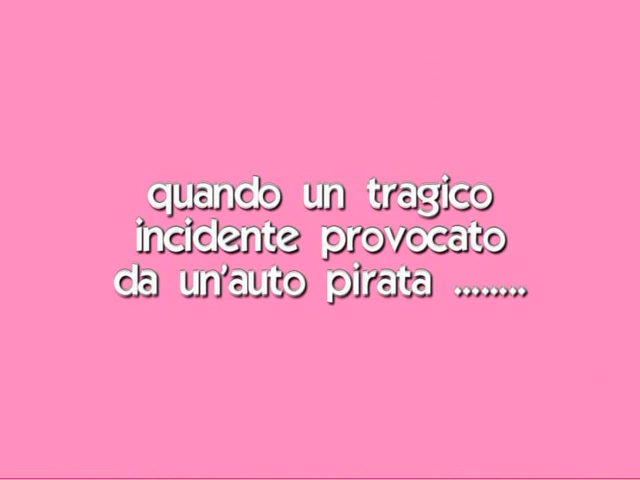 quando un tragico
incidente provocato
da un'auto pirata ........